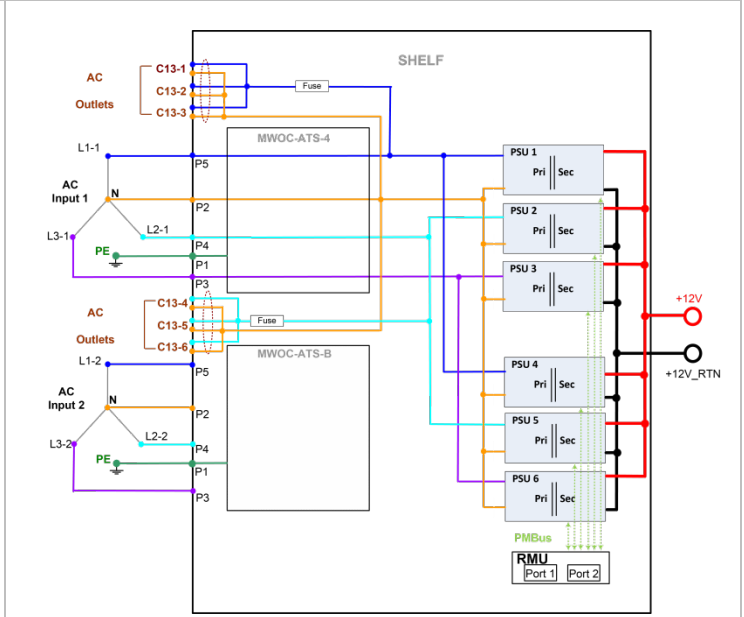 SHELF
C13-1
AC
C13-2
Outlets
C13-3
Fuse
MWOC-ATS-4
L1-1
P5
AC
Input 1
N
P2
L3-1
L2-1
P4
PE
P1
P3
PSU 1
Pri Sec
PSU 2
Pri Sec
PSU 3
Pri Sec
C13-4
AC
C13-5
Outlets
C13-6
Fuse
+12V
+12V_RTN
MWOC-ATS-B
L1-2
P5
AC
Input 2
N
P2
L3-2
L2-2
P4
PE
P1
P3
PSU 4
Pri Sec
PSU 5
Pri Sec
PSU 6
Pri Sec
PMBus
RMU
Port 1 Port 2